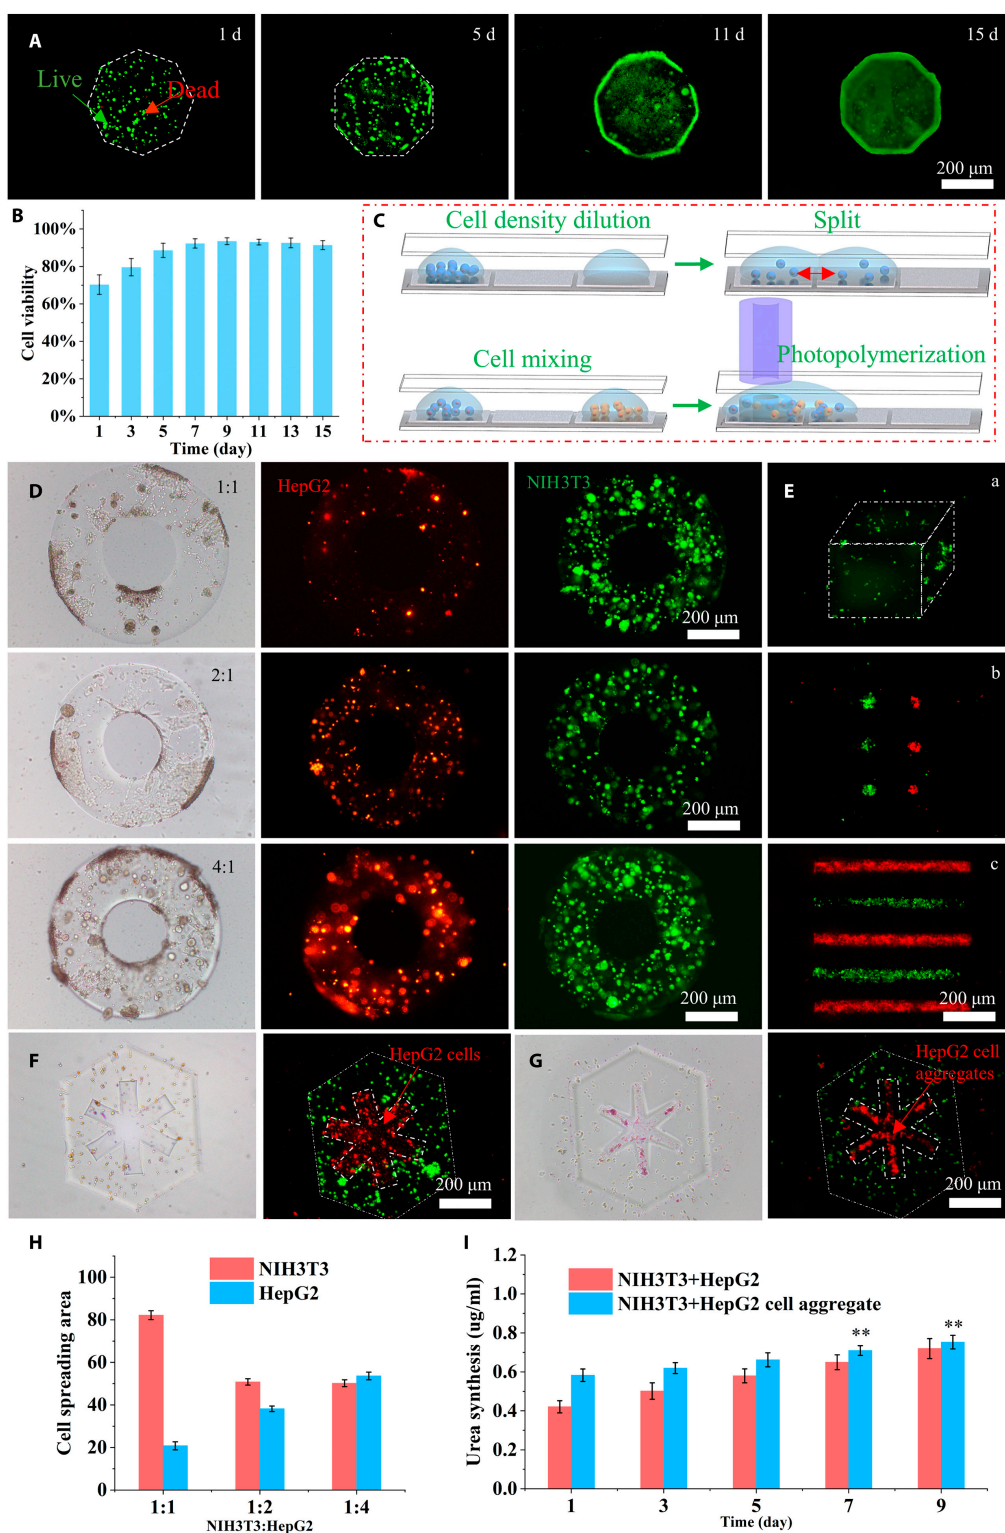 A
1 d
5 d
11 d
15 d
Live
Dead
200 μm
B
100%
80%
60%
40%
20%
0%
Cell viability
1 3 5 7 9 11 13 15
Time (day)
C
Cell density dilution
Split
Cell mixing
Photopolymerization
D
1:1
HepG2
NIH3T3
200 μm
E
a
2:1
200 μm
b
4:1
200 μm
c
200 μm
F
HepG2 cells
200 μm
G
HepG2 cell
aggregates
200 μm
H
NIH3T3
HepG2
100
80
60
40
20
0
Cell spreading area
1:1 1:2 1:4
NIH3T3:HepG2
I
NIH3T3+HepG2
NIH3T3+HepG2 cell aggregate
1.2
1.0
0.8
0.6
0.4
0.2
0.0
Urea synthesis (ug/ml)
** **
1 3 5 7 9
Time (day)